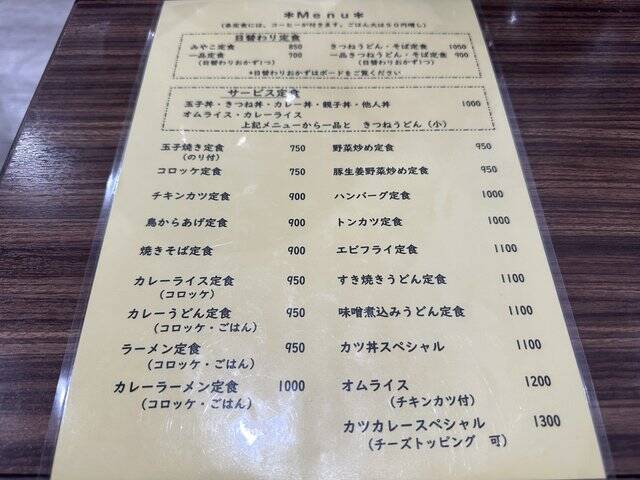 *Menu*
(各定食には、コーヒーが付きます。ごはん大は50円増し)
日替わり定食
みやこ定食 850 きつねうどん・そば定食 1050
一品定食 700 一品きつねうどん・そば定食 900
(日替わりおかず1つ) (日替わりおかず1つ)
*日替わりおかずはボードをご覧ください
サービス定食
玉子丼・きつね丼・カレー丼・親子丼・他人丼 1000
オムライス・カレーライス
上記メニューから一品と きつねうどん(小)
玉子焼き定食 750 野菜炒め定食 950
(のり付)
コロッケ定食 750 豚生姜野菜炒め定食 950
チキンカツ定食 900 ハンバーグ定食 1000
鳥からあげ定食 900 トンカツ定食 1000
焼きそば定食 900 エビフライ定食 1100
カレーライス定食 950 すき焼きうどん定食 1100
(コロッケ)
カレーうどん定食 950 味噌煮込みうどん定食 1100
(コロッケ・ごはん)
ラーメン定食 950 カツ丼スペシャル 1100
(コロッケ・ごはん)
カレーラーメン定食 1000 オムライス 1200
(コロッケ・ごはん) (チキンカツ付)
カツカレースペシャル 1300
(チーズトッピング 可)